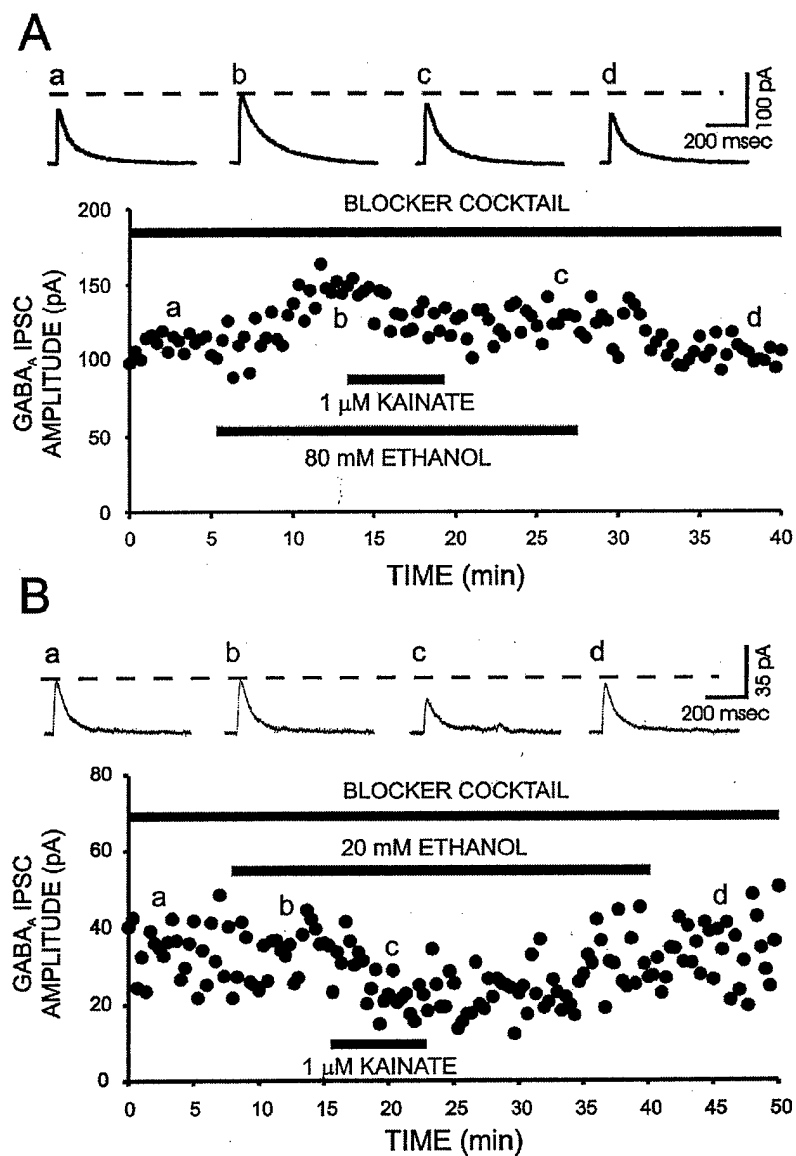 A
a b c d
100 pA
200 msec
200
150
100
50
0
GABA_A IPSC
AMPLITUDE (pA)
BLOCKER COCKTAIL
a
b
c
d
1 µM KAINATE
80 mM ETHANOL
0 5 10 15 20 25 30 35 40
TIME (min)
B
a b c d
35 pA
200 msec
80
60
40
20
0
GABA_A IPSC
AMPLITUDE (pA)
BLOCKER COCKTAIL
20 mM ETHANOL
a
b
c
d
1 µM KAINATE
0 5 10 15 20 25 30 35 40 45 50
TIME (min)